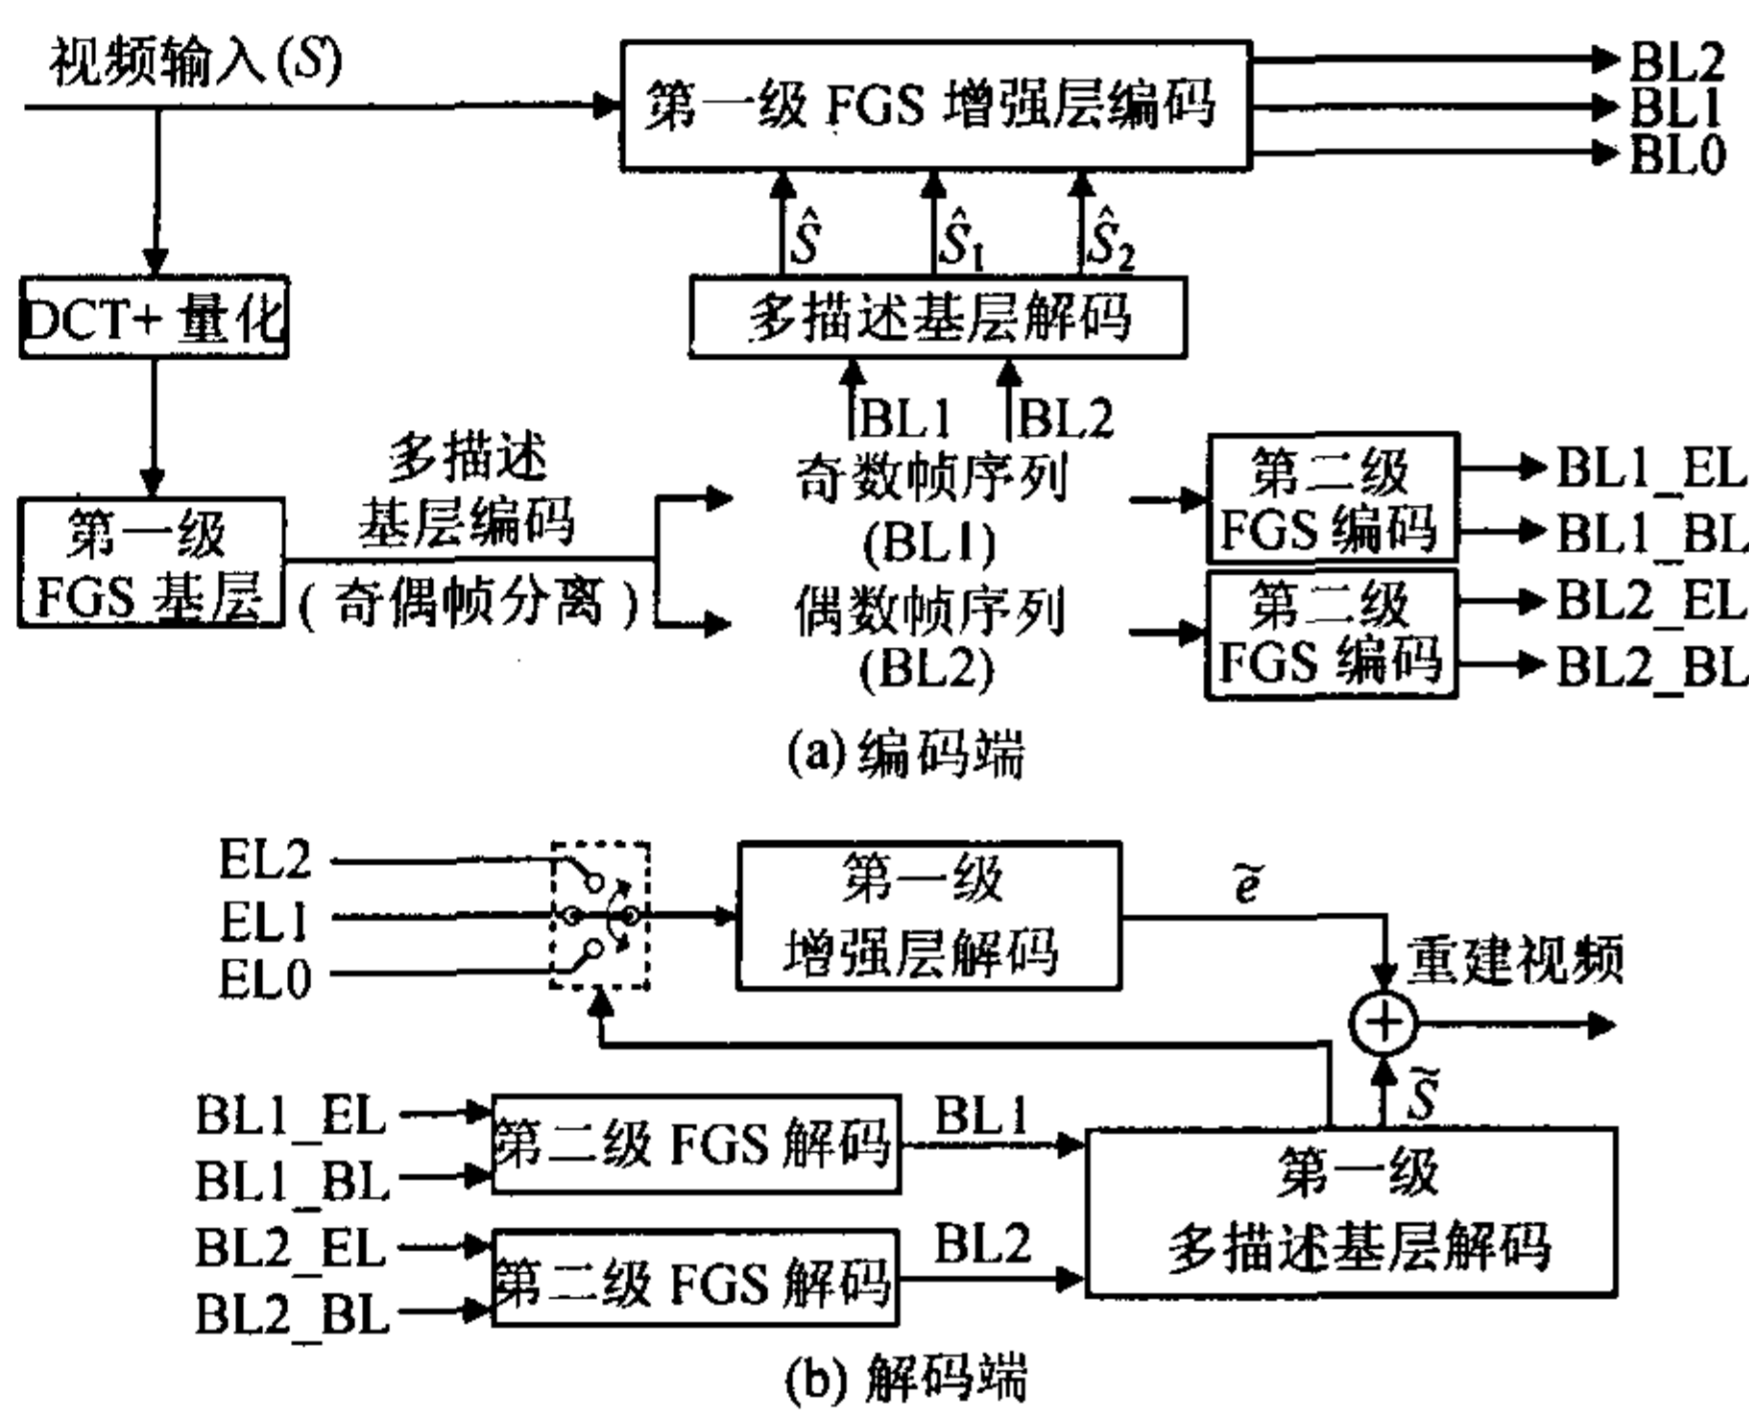 视频输入(S)
第一级 FGS 增强层编码
BL2
BL1
BL0
Ŝ
Ŝ₁
Ŝ₂
DCT+ 量化
多描述基层解码
BL1
BL2
第一级
FGS 基层
多描述
基层编码
(奇偶帧分离)
奇数帧序列
(BL1)
偶数帧序列
(BL2)
第二级
FGS 编码
BL1_EL
BL1_BL
第二级
FGS 编码
BL2_EL
BL2_BL
(a) 编码端
EL2
EL1
EL0
第一级
增强层解码
ẽ
重建视频
+
S̃
BL1_EL
BL1_BL
第二级 FGS 解码
BL1
BL2_EL
BL2_BL
第二级 FGS 解码
BL2
第一级
多描述基层解码
(b) 解码端